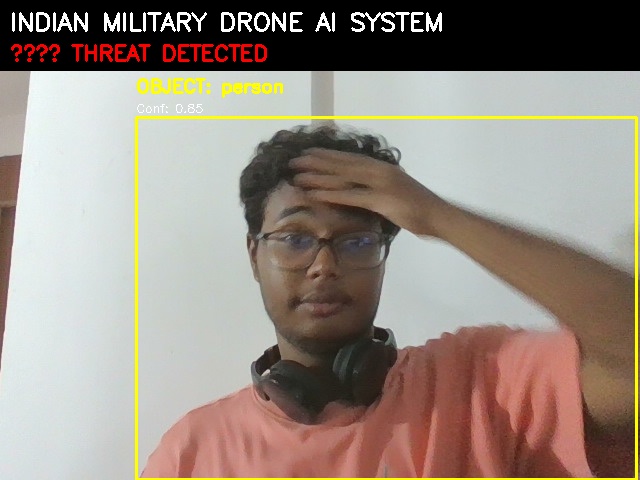 INDIAN MILITARY DRONE AI SYSTEM
???? THREAT DETECTED
OBJECT: person
Conf: 0.85